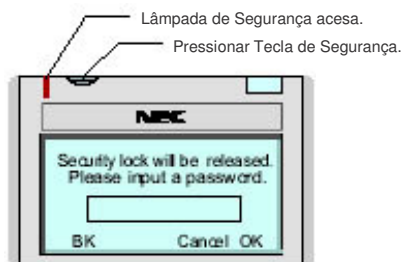 Lâmpada de Segurança acesa.
Pressionar Tecla de Segurança.
NEC
Security lock will be released.
Please input a password.
BK Cancel OK